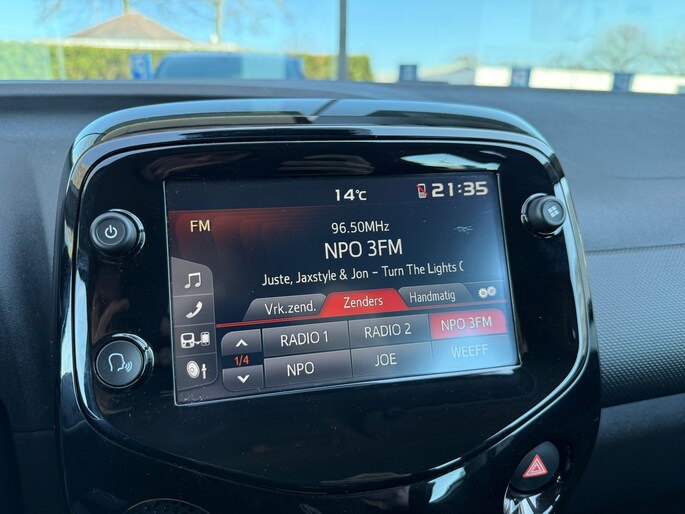 14°C 21:35
FM 96.50MHz
NPO 3FM
Juste, Jaxstyle & Jon - Turn The Lights
Vrk.zend. Zenders Handmatig
RADIO 1 RADIO 2 NPO 3FM
1/4
NPO JOE WEEFF